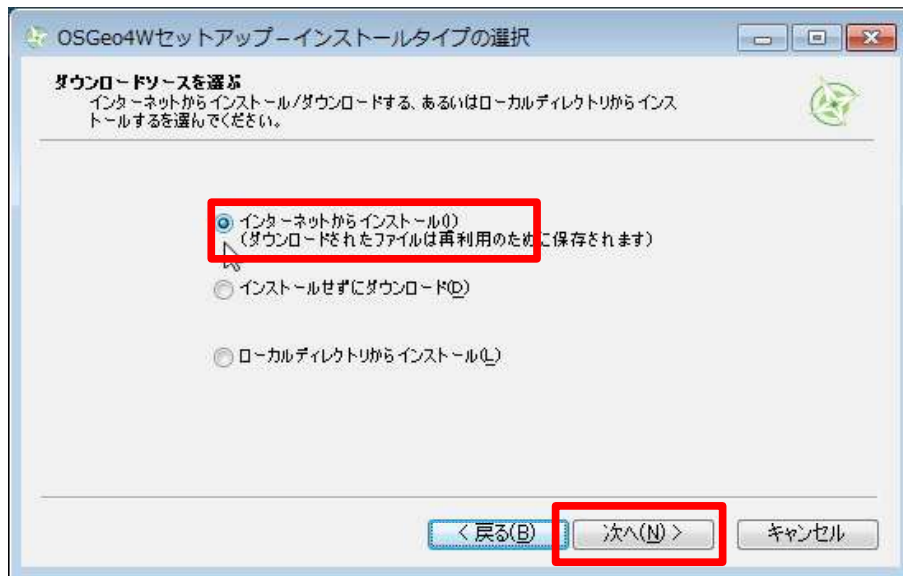 OSGeo4Wセットアップ－インストールタイプの選択
ダウンロードソースを選ぶ
インターネットからインストール/ダウンロードする、あるいはローカルディレクトリからインス
トールするを選んでください。
インターネットからインストール(I)
(ダウンロードされたファイルは再利用のために保存されます)
インストールせずにダウンロード(D)
ローカルディレクトリからインストール(L)
< 戻る(B)
次へ(N) >
キャンセル